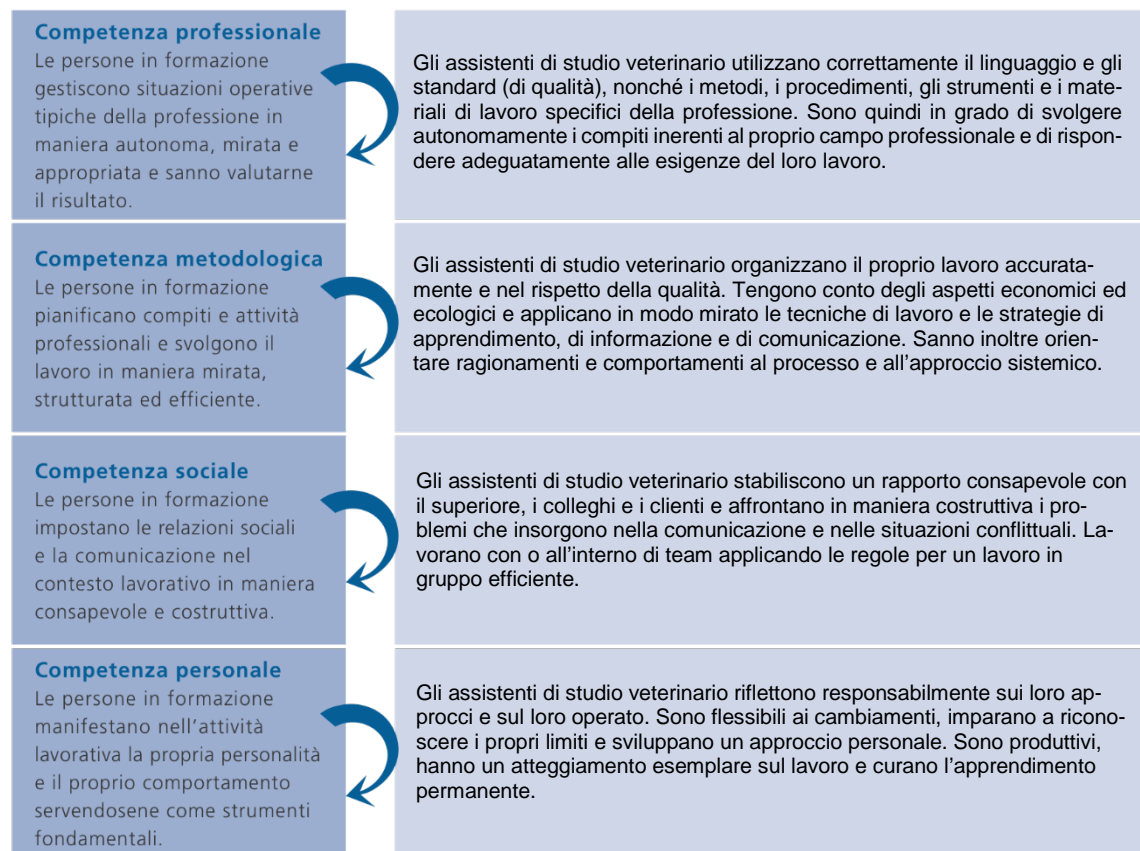 Competenza professionale
Le persone in formazione
gestiscono situazioni operative
tipiche della professione in
maniera autonoma, mirata e
appropriata e sanno valutarne
il risultato.
Gli assistenti di studio veterinario utilizzano correttamente il linguaggio e gli
standard (di qualità), nonché i metodi, i procedimenti, gli strumenti e i mate-
riali di lavoro specifici della professione. Sono quindi in grado di svolgere
autonomamente i compiti inerenti al proprio campo professionale e di rispon-
dere adeguatamente alle esigenze del loro lavoro.
Competenza metodologica
Le persone in formazione
pianificano compiti e attività
professionali e svolgono il
lavoro in maniera mirata,
strutturata ed efficiente.
Gli assistenti di studio veterinario organizzano il proprio lavoro accurata-
mente e nel rispetto della qualità. Tengono conto degli aspetti economici ed
ecologici e applicano in modo mirato le tecniche di lavoro e le strategie di
apprendimento, di informazione e di comunicazione. Sanno inoltre orien-
tare ragionamenti e comportamenti al processo e all'approccio sistemico.
Competenza sociale
Le persone in formazione
impostano le relazioni sociali
e la comunicazione nel
contesto lavorativo in maniera
consapevole e costruttiva.
Gli assistenti di studio veterinario stabiliscono un rapporto consapevole con
il superiore, i colleghi e i clienti e affrontano in maniera costruttiva i pro-
blemi che insorgono nella comunicazione e nelle situazioni conflittuali. La-
vorano con o all'interno di team applicando le regole per un lavoro in
gruppo efficiente.
Competenza personale
Le persone in formazione
manifestano nell'attività
lavorativa la propria personalità
e il proprio comportamento
servendosene come strumenti
fondamentali.
Gli assistenti di studio veterinario riflettono responsabilmente sui loro ap-
procci e sul loro operato. Sono flessibili ai cambiamenti, imparano a ricono-
scere i propri limiti e sviluppano un approccio personale. Sono produttivi,
hanno un atteggiamento esemplare sul lavoro e curano l'apprendimento
permanente.